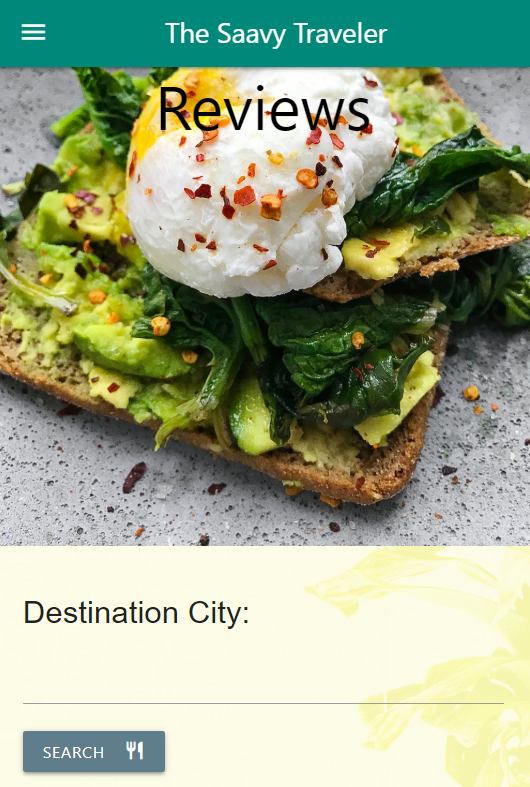 The Saavy Traveler
Reviews
Destination City:
SEARCH